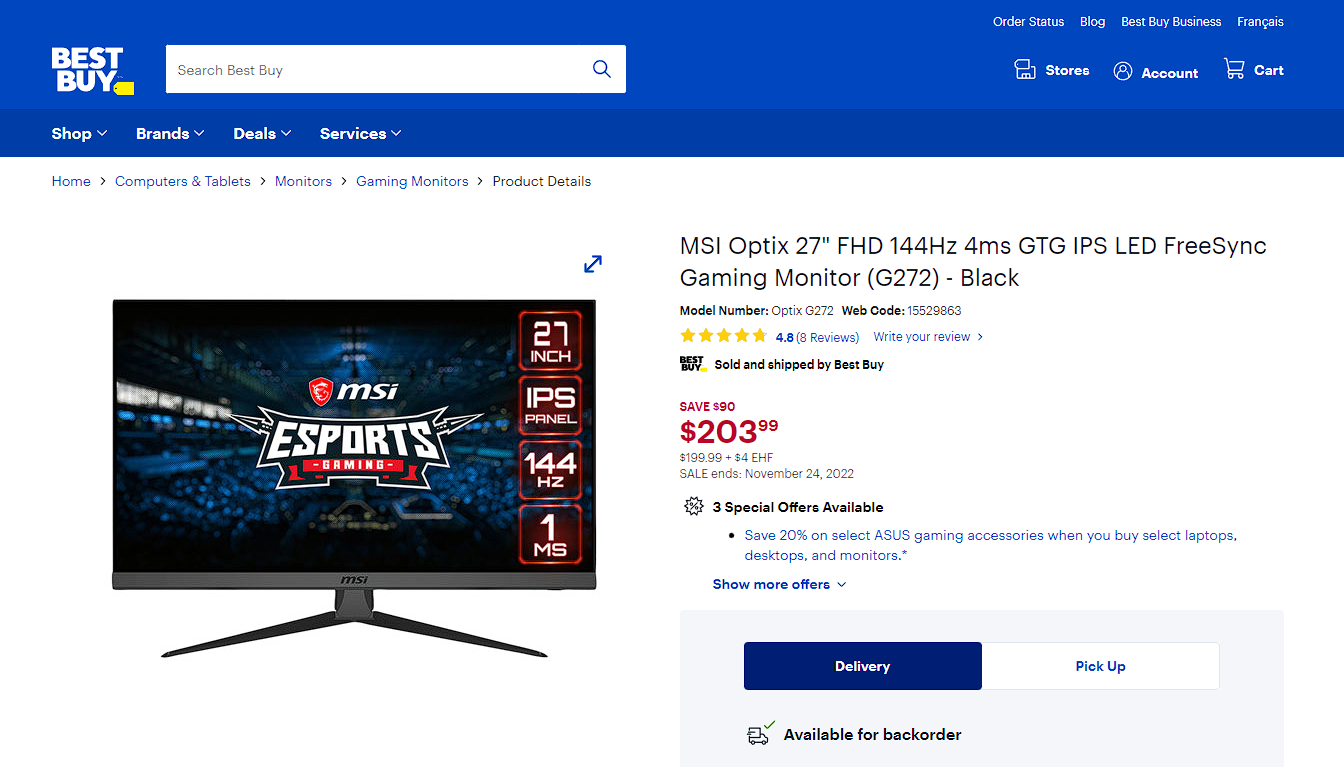 Order Status Blog Best Buy Business Français
BEST
BUY
Search Best Buy
Stores Account Cart
Shop Brands Deals Services
Home > Computers & Tablets > Monitors > Gaming Monitors > Product Details
MSI Optix 27" FHD 144Hz 4ms GTG IPS LED FreeSync
Gaming Monitor (G272) - Black
Model Number: Optix G272 Web Code: 15529863
4.8 (8 Reviews) Write your review >
BEST
BUY
Sold and shipped by Best Buy
SAVE $90
$20399
$199.99 + $4 EHF
SALE ends: November 24, 2022
3 Special Offers Available
• Save 20% on select ASUS gaming accessories when you buy select laptops,
desktops, and monitors.*
Show more offers
Delivery Pick Up
Available for backorder
27
INCH
IPS
PANEL
144
HZ
1
MS
msi
ESPORTS
-GAMING-
msi